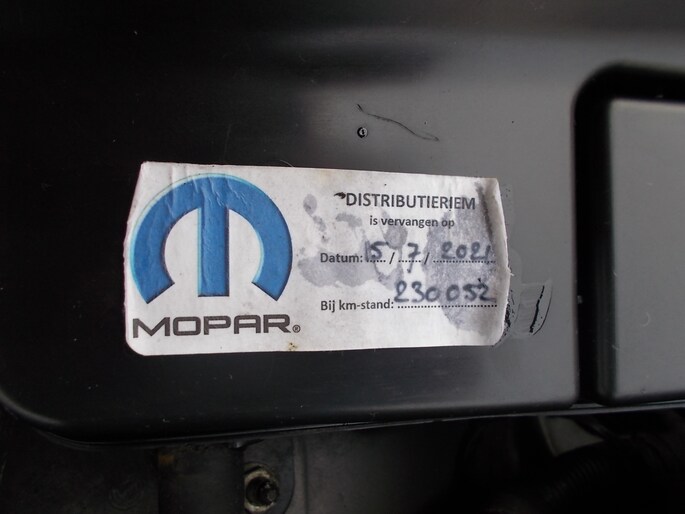 DISTRIBUTIERIEM
is vervangen op
Datum: 15 / 7 / 2021
Bij km-stand: 230052
MOPAR®